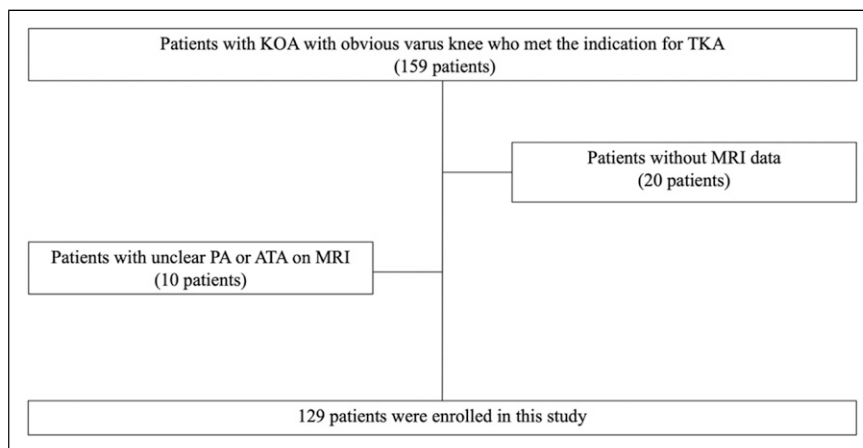 Patients with KOA with obvious varus knee who met the indication for TKA
(159 patients)
Patients without MRI data
(20 patients)
Patients with unclear PA or ATA on MRI
(10 patients)
129 patients were enrolled in this study